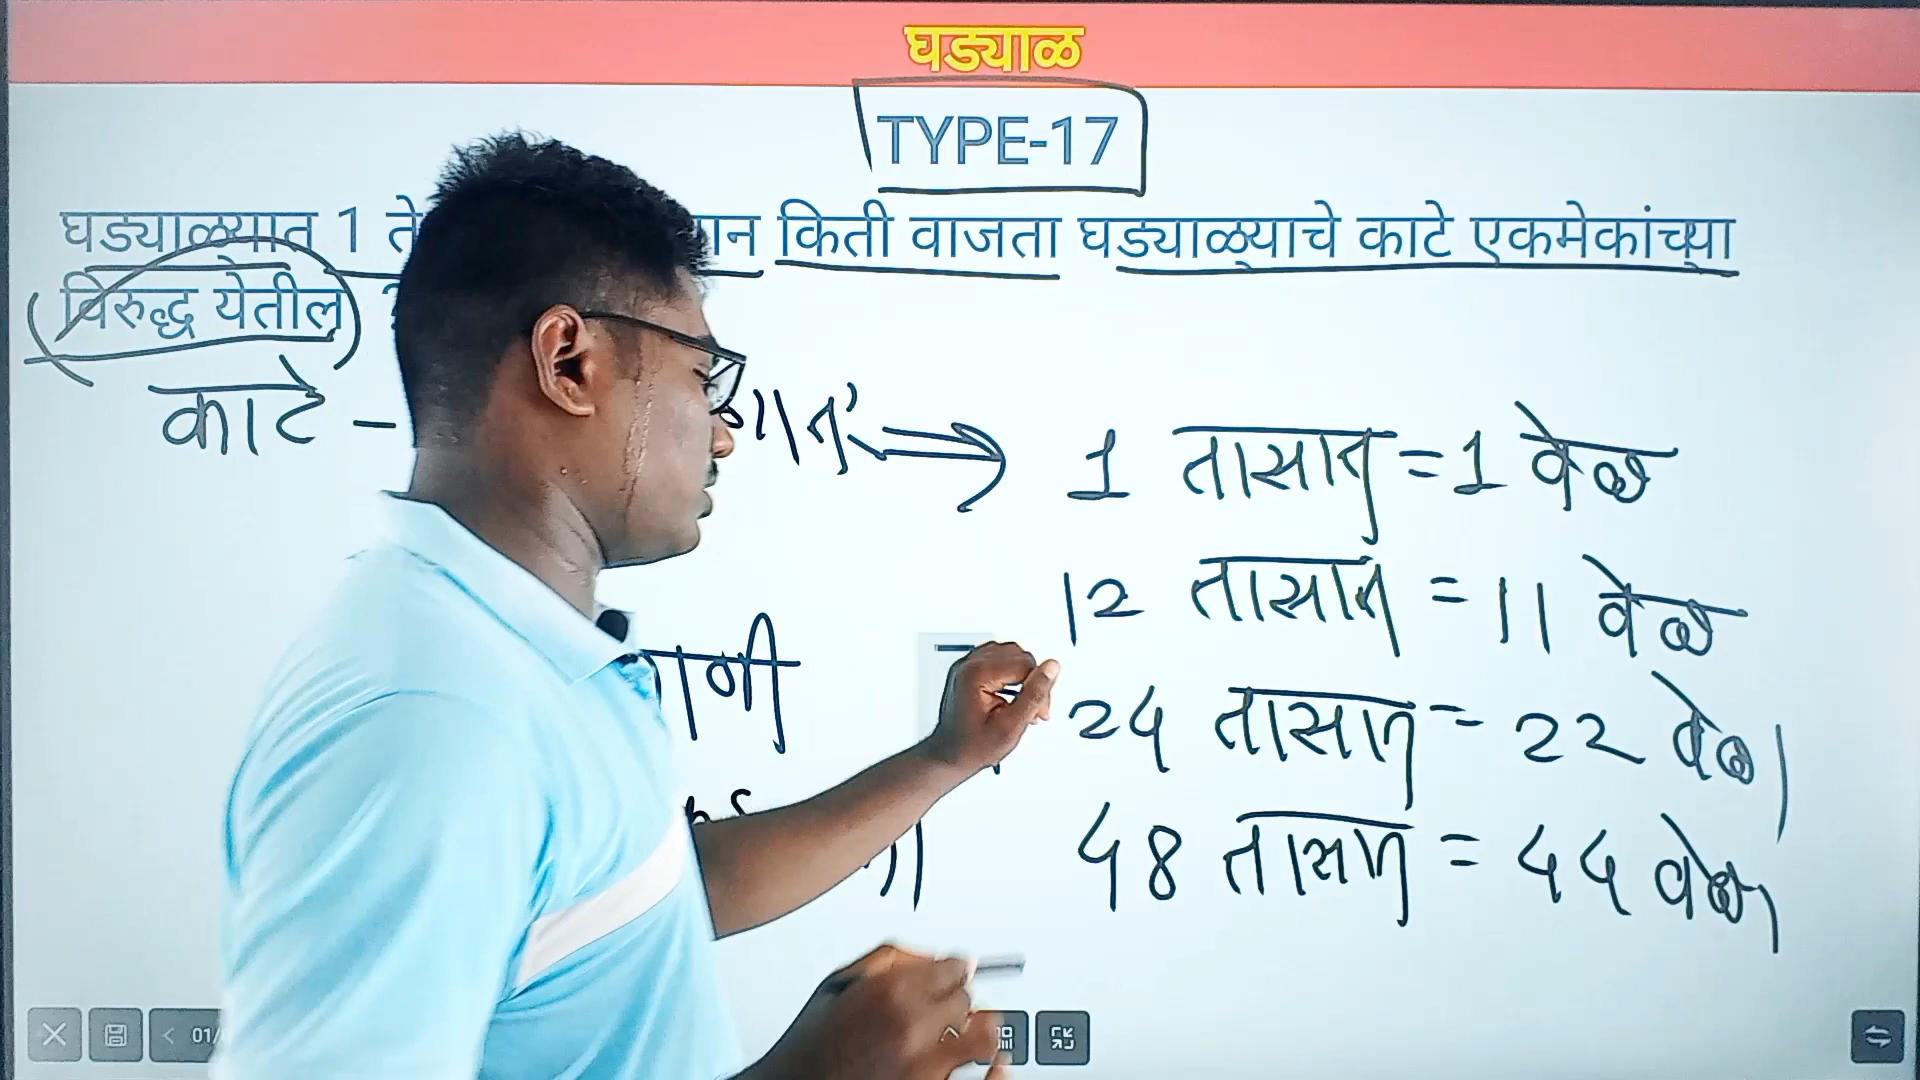 घड्याळ
TYPE-17
घड्याळ्यात 1 ते किती वाजता घड्याळ्याचे काटे एकमेकांच्या
विरुद्ध येतील ?
काटे -
1 तासात = 1 वेळ
12 तासात = 11 वेळ
24 तासात = 22 वेळ
48 तासात = 44 वेळ